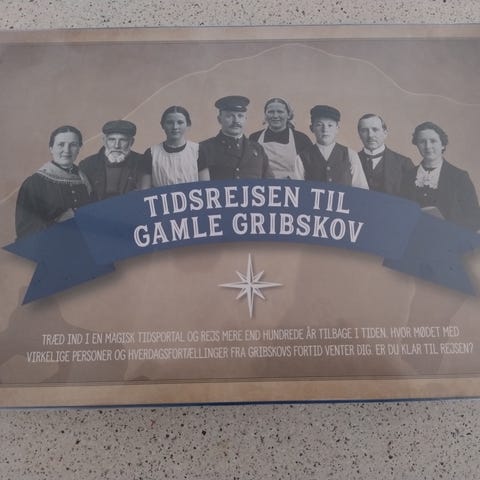 TIDSREJSEN TIL
GAMLE GRIBSKOV
TRÆD IND I EN MAGISK TIDSPORTAL OG REJS MERE END HUNDREDE ÅR TILBAGE I TIDEN, HVOR MØDET MED
VIRKELIGE PERSONER OG HVERDAGSFORTÆLLINGER FRA GRIBSKOVS FORTID VENTER DIG. ER DU KLAR TIL REJSEN?